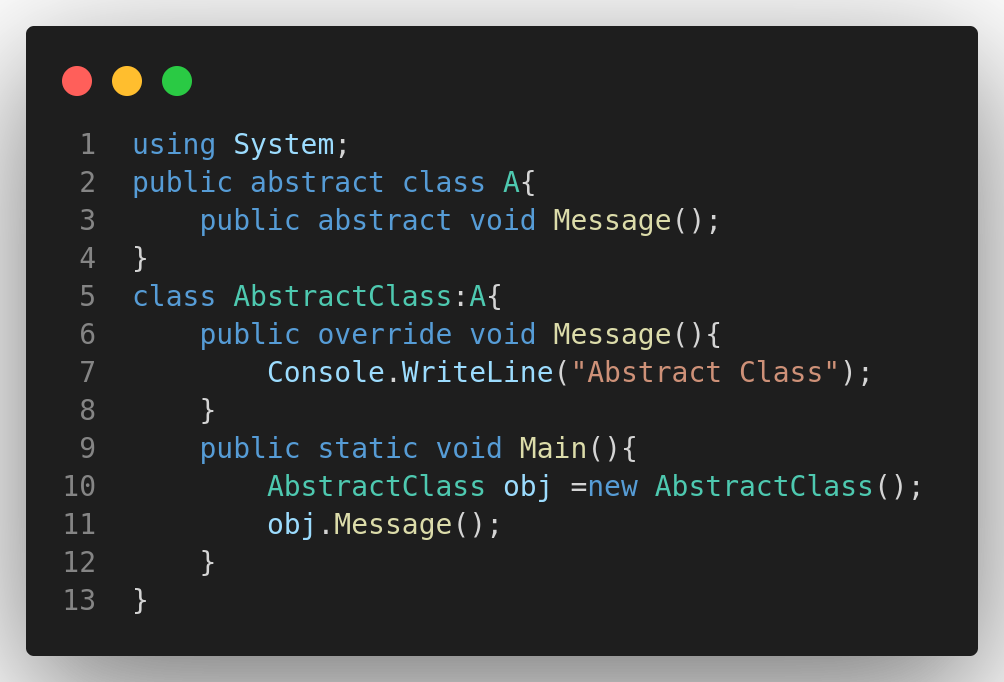 1 using System;
2 public abstract class A{
3     public abstract void Message();
4 }
5 class AbstractClass:A{
6     public override void Message(){
7         Console.WriteLine("Abstract Class");
8     }
9     public static void Main(){
10         AbstractClass obj =new AbstractClass();
11         obj.Message();
12     }
13 }